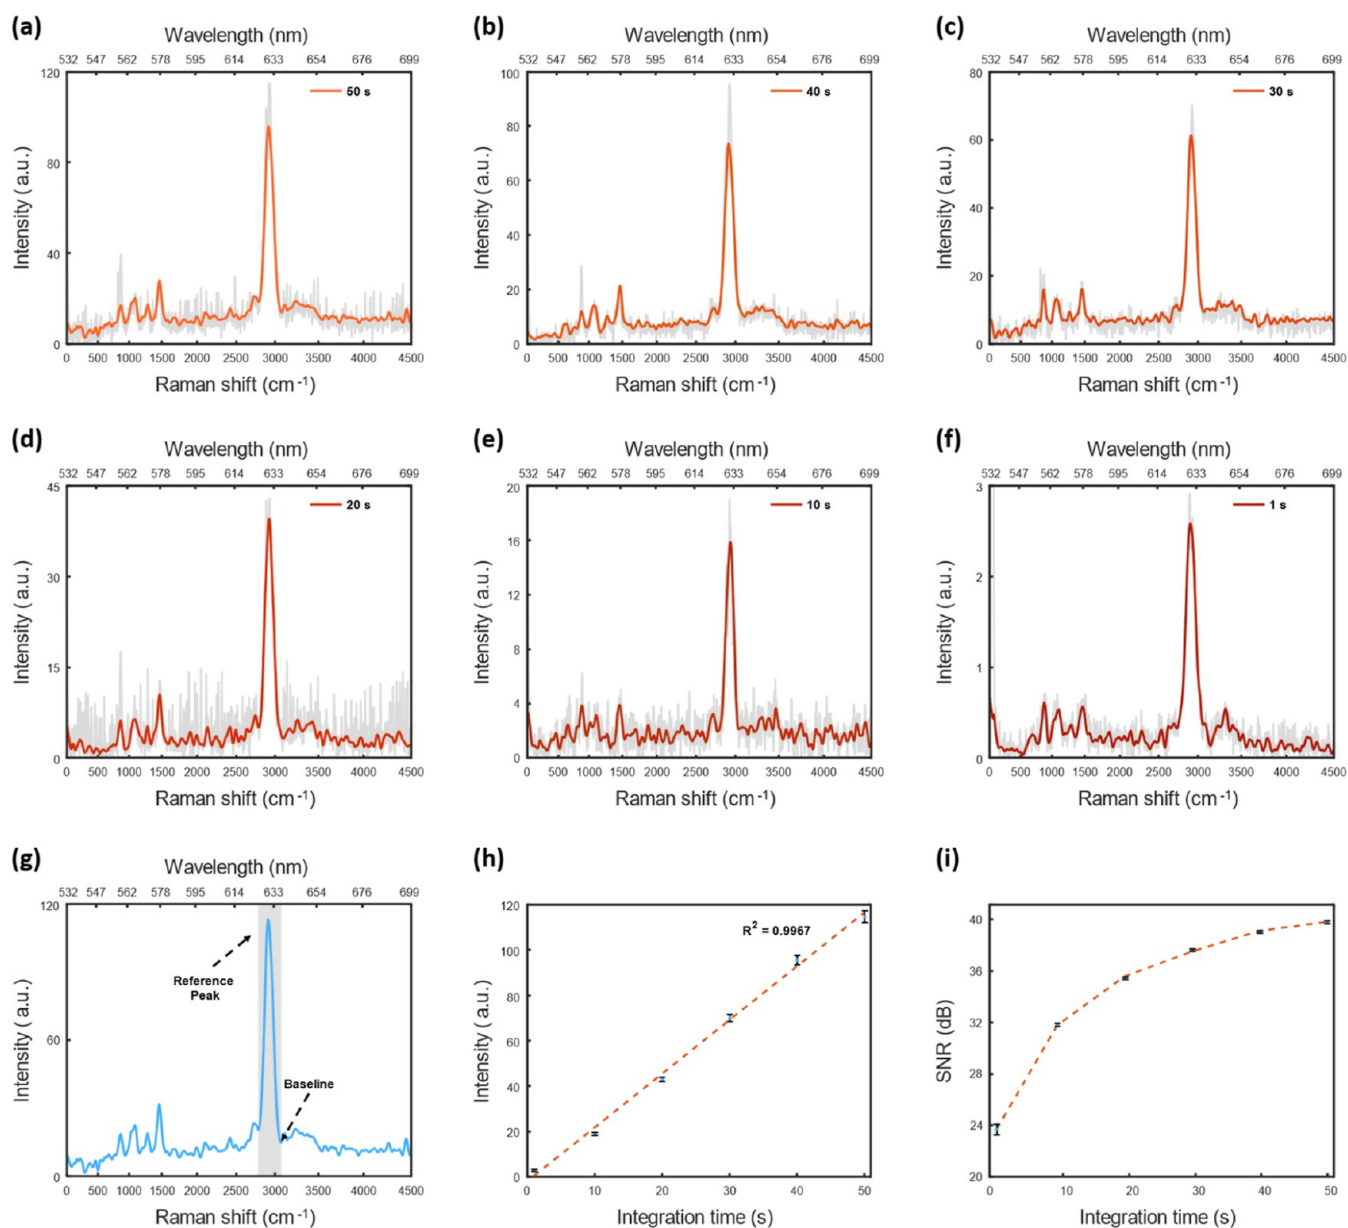 (a)
Wavelength (nm)
532 547 562 578 595 614 633 654 676 699
120
80
40
0
Intensity ( a.u.)
50 s
0 500 1000 1500 2000 2500 3000 3500 4000 4500
Raman shift (cm-1)
(b)
Wavelength (nm)
532 547 562 578 595 614 633 654 676 699
100
80
60
40
20
0
Intensity ( a.u.)
40 s
0 500 1000 1500 2000 2500 3000 3500 4000 4500
Raman shift (cm-1)
(c)
Wavelength (nm)
532 547 562 578 595 614 633 654 676 699
80
60
40
20
0
Intensity ( a.u.)
30 s
0 500 1000 1500 2000 2500 3000 3500 4000 4500
Raman shift (cm-1)
(d)
Wavelength (nm)
532 547 562 578 595 614 633 654 676 699
45
30
15
0
Intensity ( a.u.)
20 s
0 500 1000 1500 2000 2500 3000 3500 4000 4500
Raman shift (cm-1)
(e)
Wavelength (nm)
532 547 562 578 595 614 633 654 676 699
20
16
12
8
4
0
Intensity ( a.u.)
10 s
0 500 1000 1500 2000 2500 3000 3500 4000 4500
Raman shift (cm-1)
(f)
Wavelength (nm)
532 547 562 578 595 614 633 654 676 699
3
2
1
0
Intensity ( a.u.)
1 s
0 500 1000 1500 2000 2500 3000 3500 4000 4500
Raman shift (cm-1)
(g)
Wavelength (nm)
532 547 562 578 595 614 633 654 676 699
120
60
0
Intensity ( a.u.)
Reference
Peak
Baseline
0 500 1000 1500 2000 2500 3000 3500 4000 4500
Raman shift (cm-1)
(h)
120
100
80
60
40
20
0
Intensity ( a.u.)
R2 = 0.9967
0 10 20 30 40 50
Integration time (s)
(i)
40
36
32
28
24
20
SNR (dB)
0 10 20 30 40 50
Integration time (s)